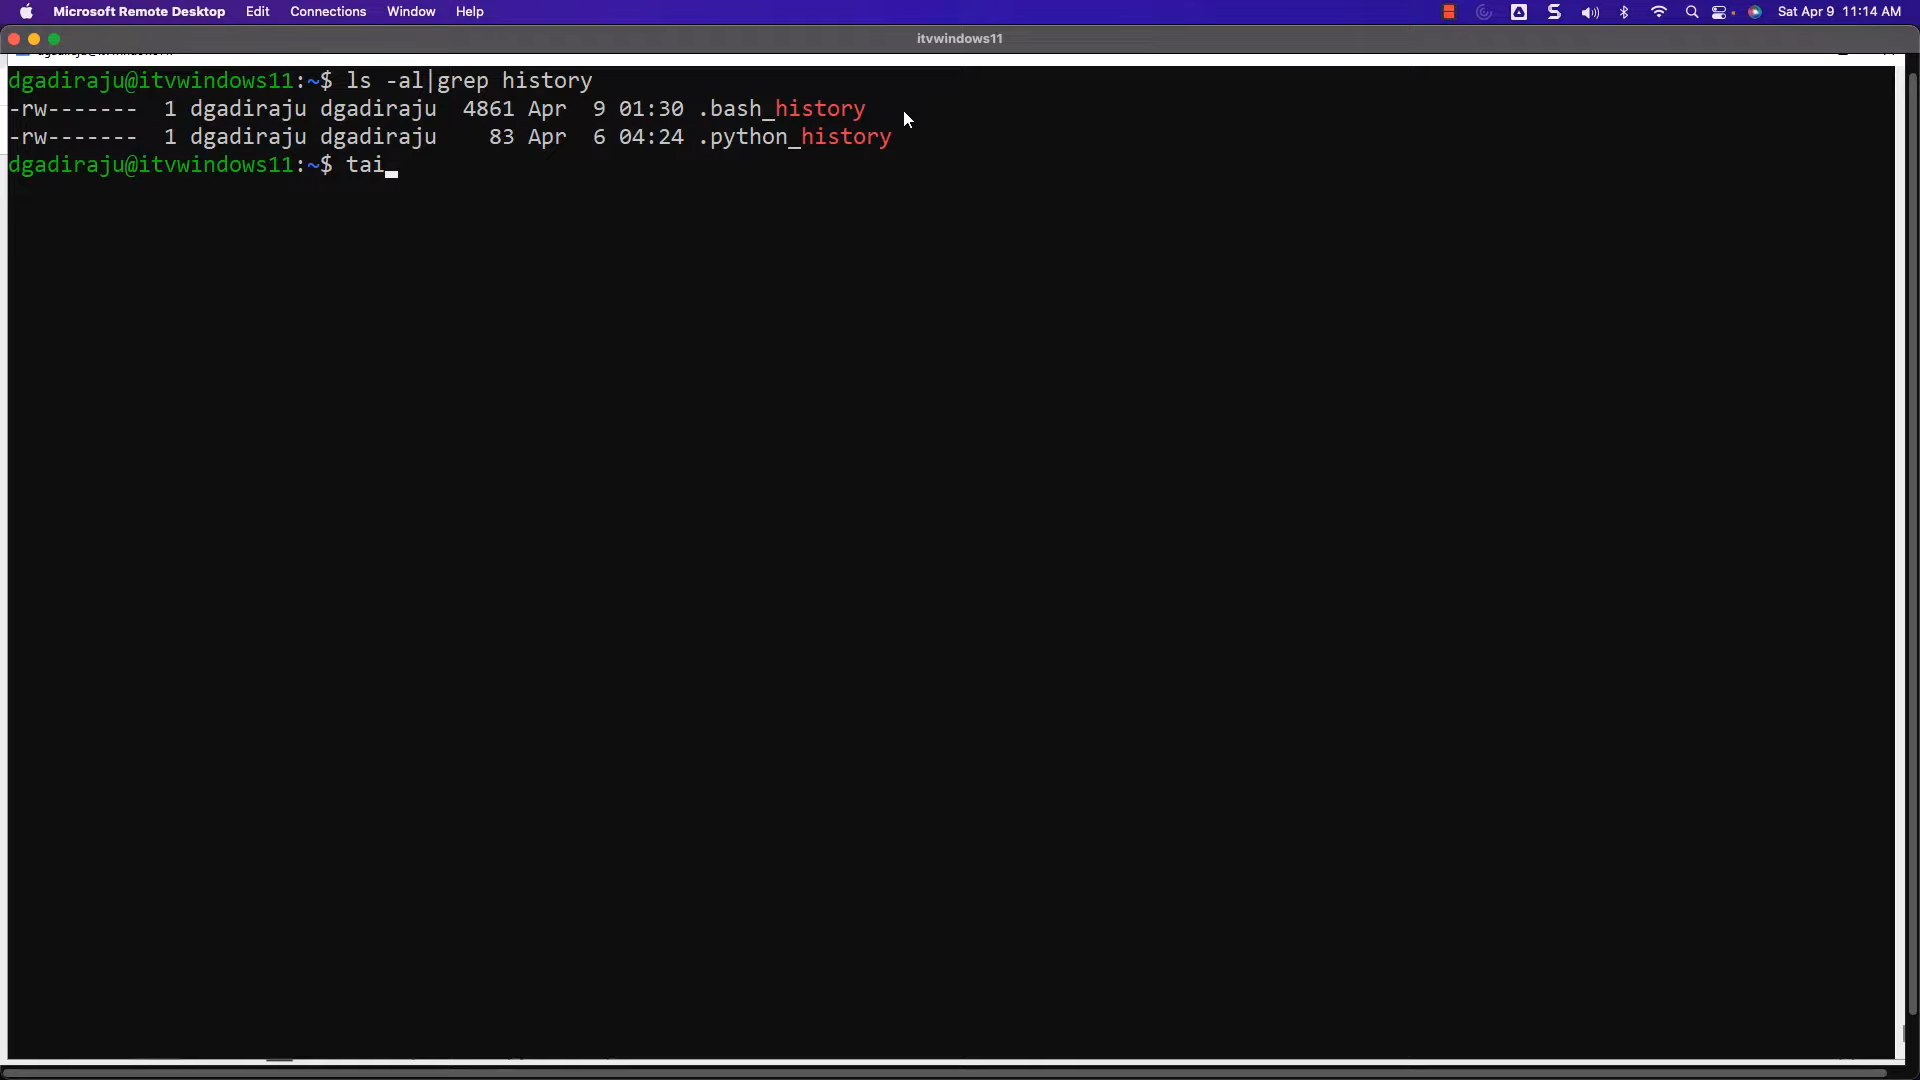 Microsoft Remote Desktop Edit Connections Window Help Sat Apr 9 11:14 AM
itvwindows11
dgadiraju@itvwindows11:~$ ls -al|grep history
-rw------- 1 dgadiraju dgadiraju 4861 Apr 9 01:30 .bash_history
-rw------- 1 dgadiraju dgadiraju 83 Apr 6 04:24 .python_history
dgadiraju@itvwindows11:~$ tai